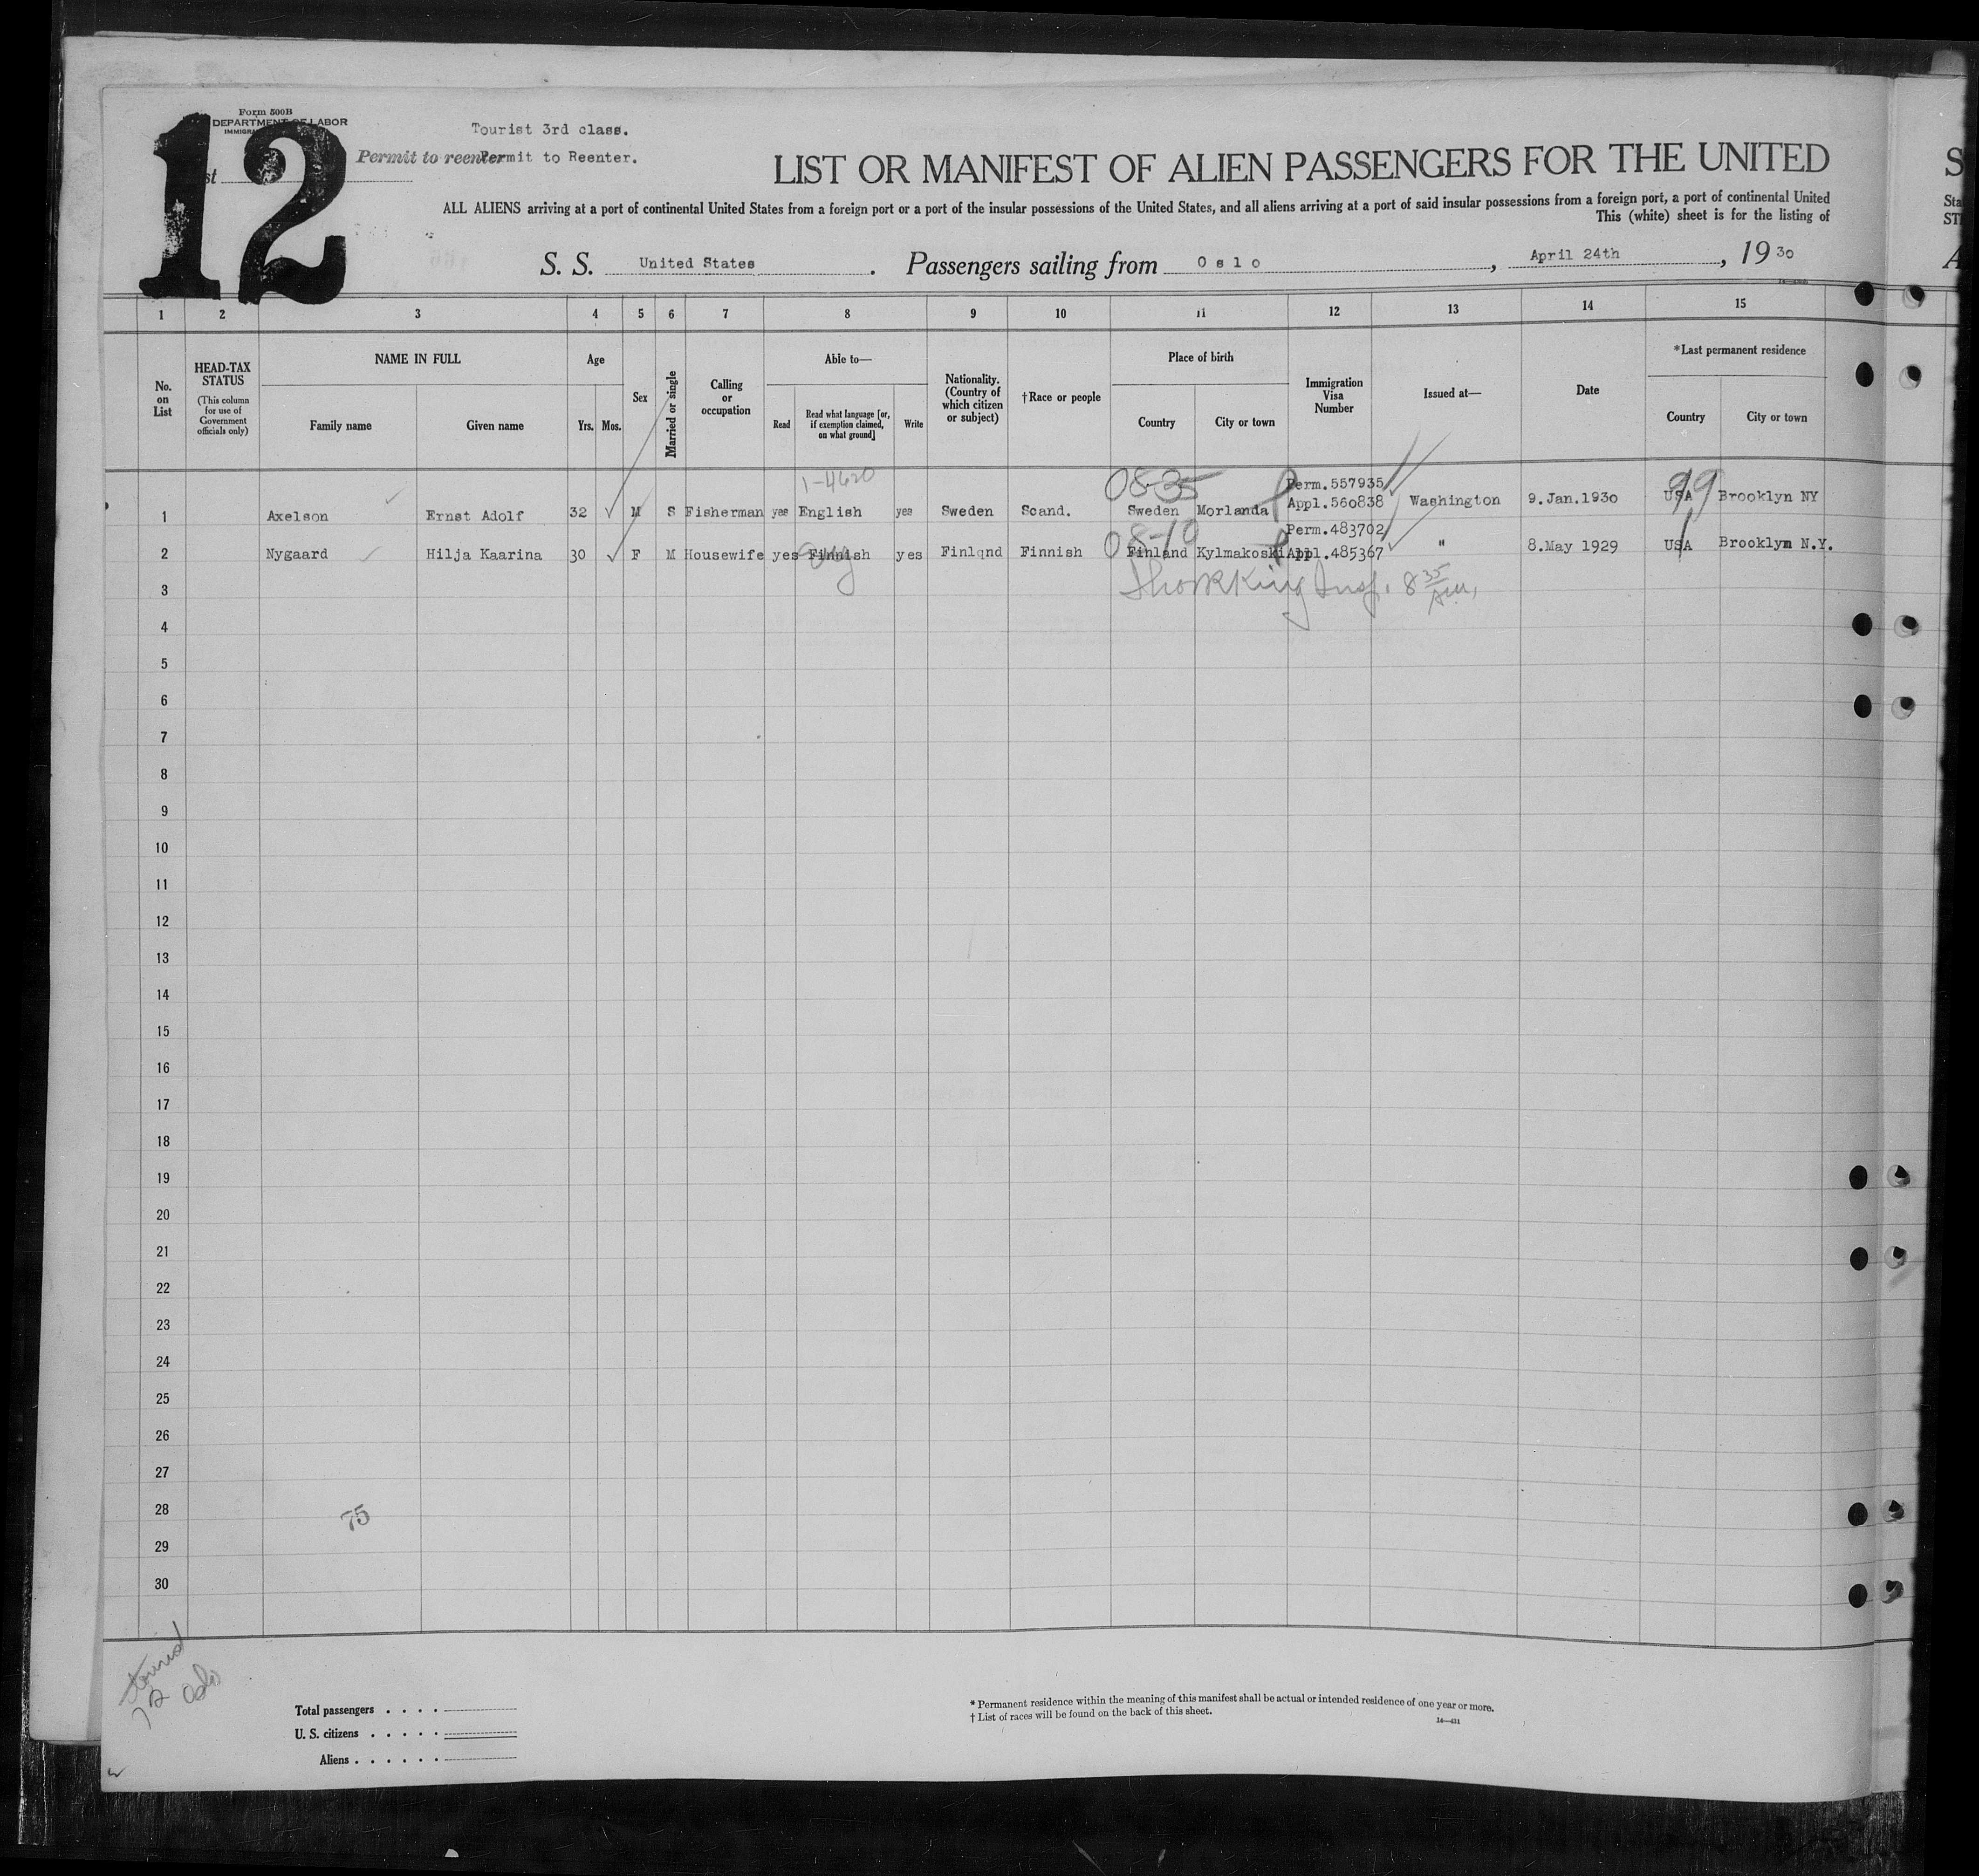 Form 500B
DEPARTMENT OF LABOR
Tourist 3rd class.
Permit to reenter Permit to Reenter.
12
LIST OR MANIFEST OF ALIEN PASSENGERS FOR THE UNITED
ALL ALIENS arriving at a port of continental United States from a foreign port or a port of the insular possessions of the United States, and all aliens arriving at a port of said insular possessions from a foreign port, a port of continental United
This (white) sheet is for the listing of
S. S. United States. Passengers sailing from Oslo, April 24th, 1930
1 2 3 4 5 6 7 8 9 10 11 12 13 14 15
No. on List
HEAD-TAX STATUS
(This column for use of Government officials only)
NAME IN FULL
Family name Given name
Age
Yrs. Mos.
Sex
Married or single
Calling or occupation
Able to—
Read Read what language [or, if exemption claimed, on what ground] Write
Nationality. (Country of which citizen or subject)
†Race or people
Place of birth
Country City or town
Immigration Visa Number
Issued at—
Date
*Last permanent residence
Country City or town
1-4620 08-35 99
Perm.557935
1 Axelson Ernst Adolf 32 M S Fisherman yes English yes Sweden Scand. Sweden Morlanda Appl.560838 Washington 9.Jan.1930 USA Brooklyn NY
08-10 Perm.483702
2 Nygaard Hilja Kaarina 30 F M Housewife yes Finnish yes Finlqnd Finnish Finland Kylmakoski Appl.485367 " 8.May 1929 USA Brooklyn N.Y.
3
4
5
6
7
8
9
10
11
12
13
14
15
16
17
18
19
20
21
22
23
24
25
26
27
28
75
29
30
Total passengers . . . .
U. S. citizens . . . . .
Aliens . . . . . .
* Permanent residence within the meaning of this manifest shall be actual or intended residence of one year or more.
† List of races will be found on the back of this sheet.